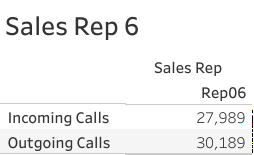 Sales Rep 6
Sales Rep
Rep06
Incoming Calls 27,989
Outgoing Calls 30,189